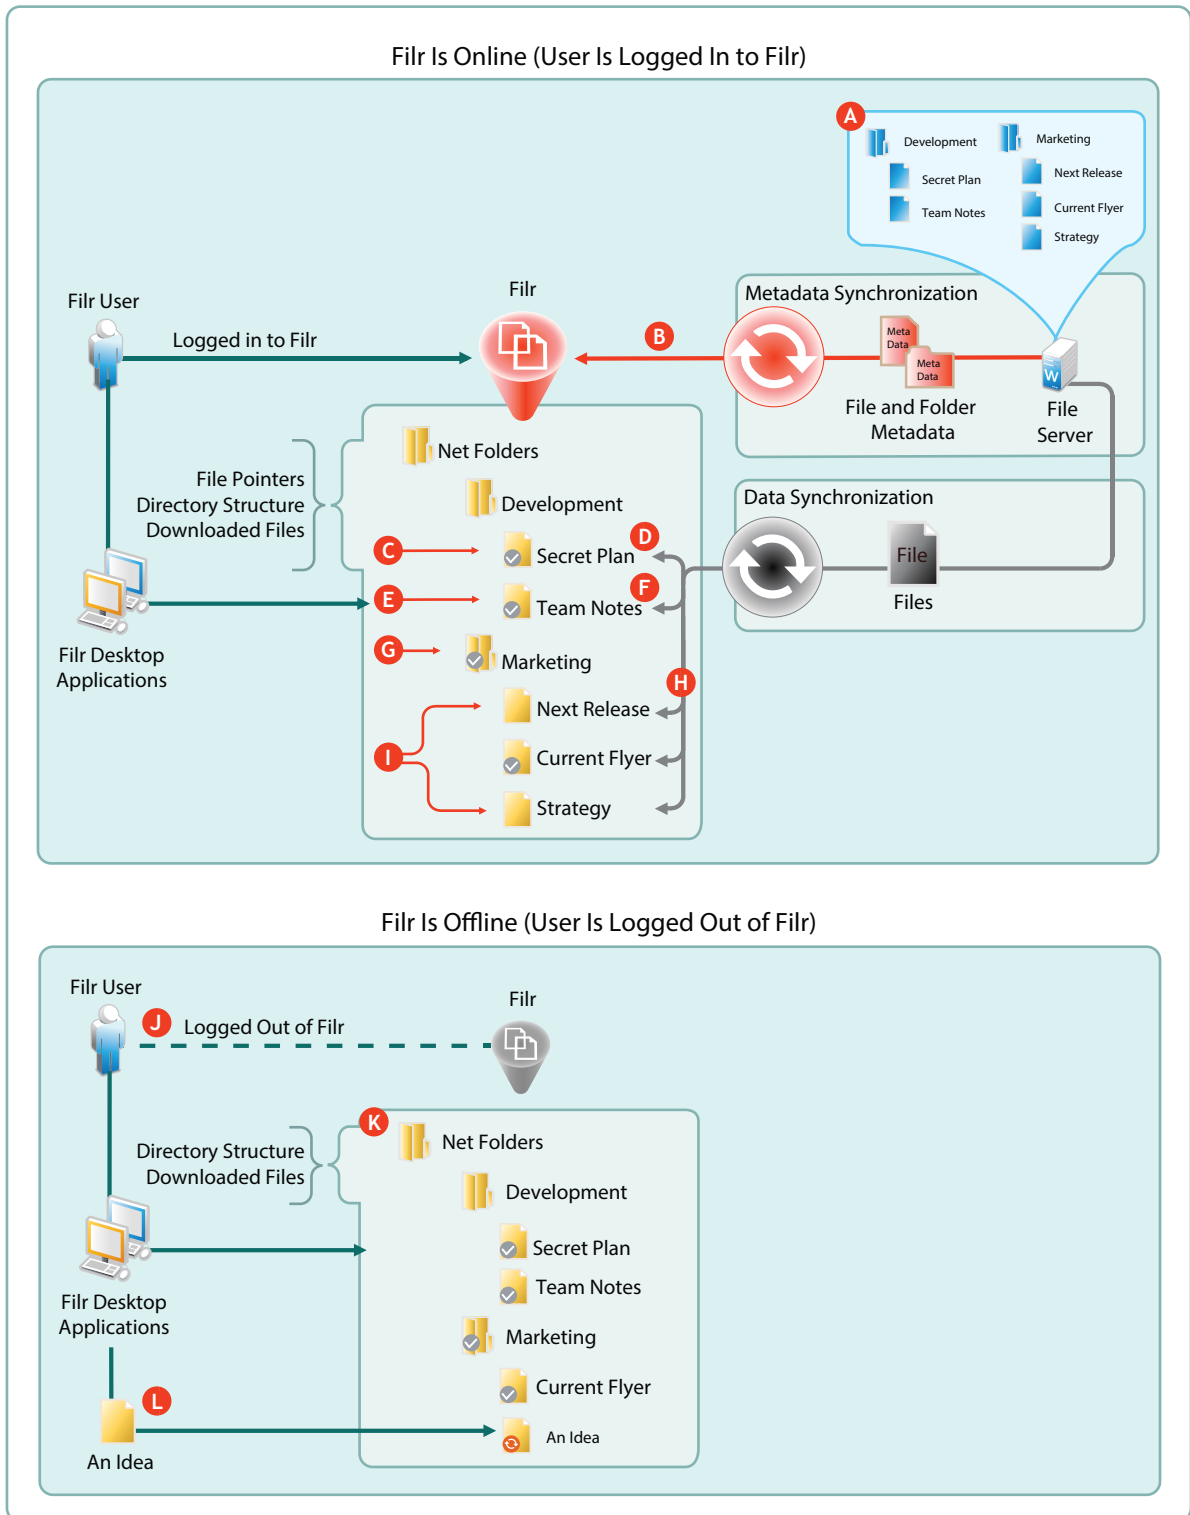 Filr Is Online (User Is Logged In to Filr)
A
Development
Marketing
Secret Plan
Next Release
Team Notes
Current Flyer
Strategy
Filr User
Filr
Metadata Synchronization
Logged in to Filr
B
Meta
Data
Meta
Data
W
File and Folder
Metadata
File
Server
Net Folders
File Pointers
Directory Structure
Downloaded Files
Development
Data Synchronization
C
Secret Plan
D
File
Files
E
Team Notes
F
Filr Desktop
Applications
G
Marketing
H
Next Release
I
Current Flyer
Strategy
Filr Is Offline (User Is Logged Out of Filr)
Filr User
Filr
J
Logged Out of Filr
K
Net Folders
Directory Structure
Downloaded Files
Development
Secret Plan
Team Notes
Filr Desktop
Applications
Marketing
Current Flyer
L
An Idea
An Idea